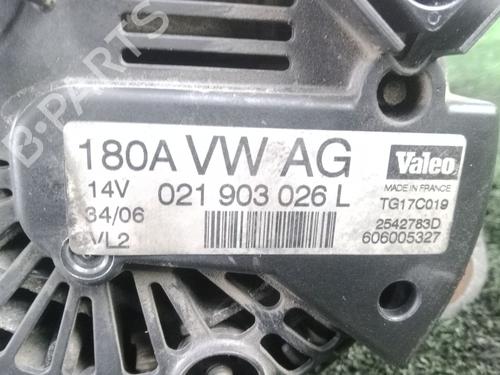 B-PARTS
180A VW AG
Valeo
14V 021 903 026 L
MADE IN FRANCE
34/06
TG17C019
VL2
2542783D
606005327